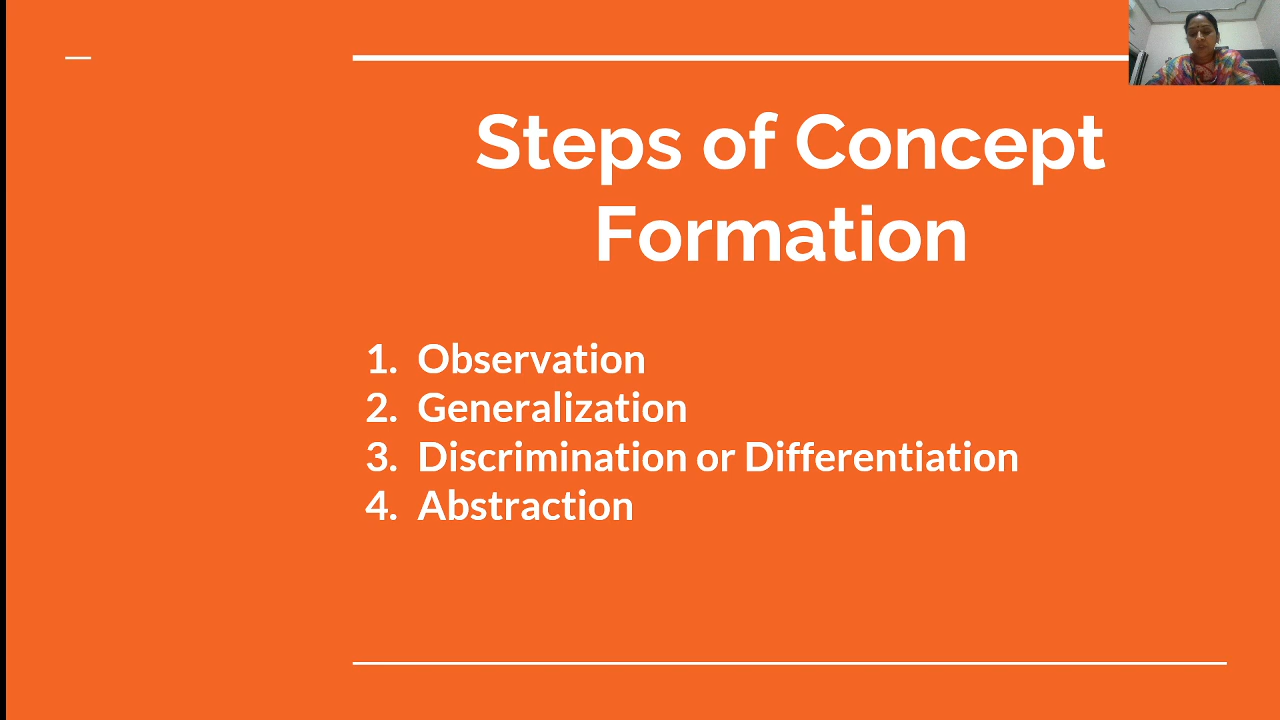 Steps of Concept
Formation
1. Observation
2. Generalization
3. Discrimination or Differentiation
4. Abstraction